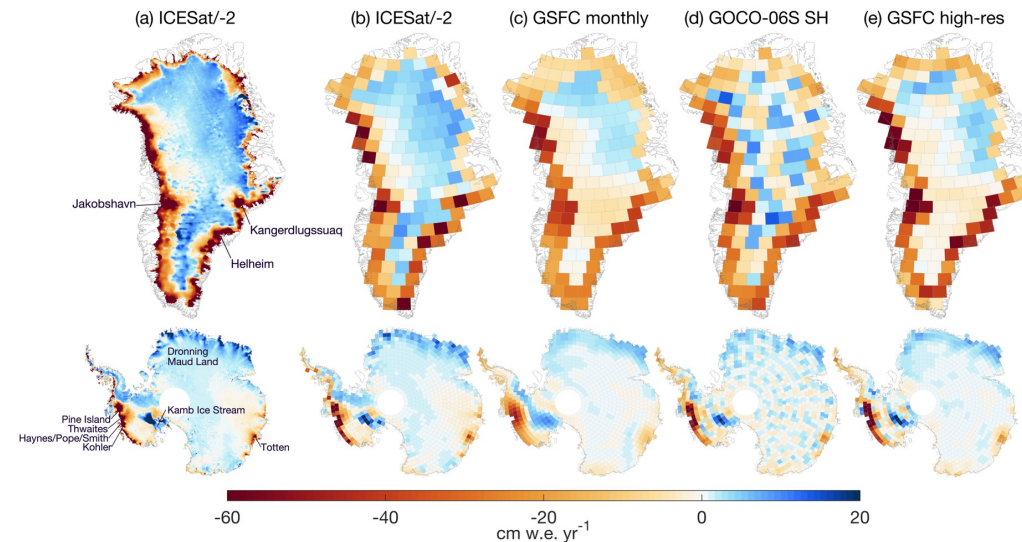 (a) ICESat/-2
(b) ICESat/-2
(c) GSFC monthly
(d) GOCO-06S SH
(e) GSFC high-res
Jakobshavn
Kangerdlugssuaq
Helheim
Dronning
Maud Land
Kamb Ice Stream
Pine Island
Thwaites
Haynes/Pope/Smith
Kohler
Totten
-60
-40
-20
0
20
cm w.e. yr⁻¹